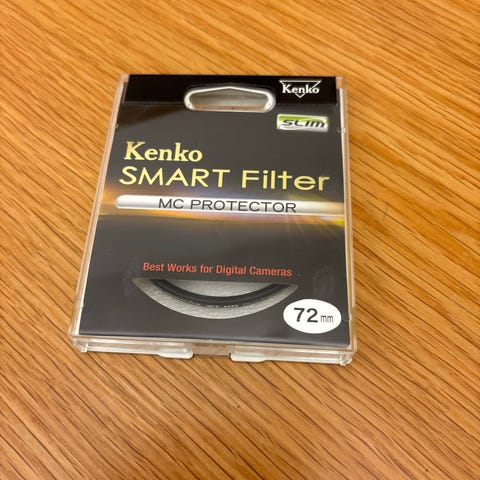 Kenko
SLIM
Kenko
SMART Filter
MC PROTECTOR
Best Works for Digital Cameras
72mm